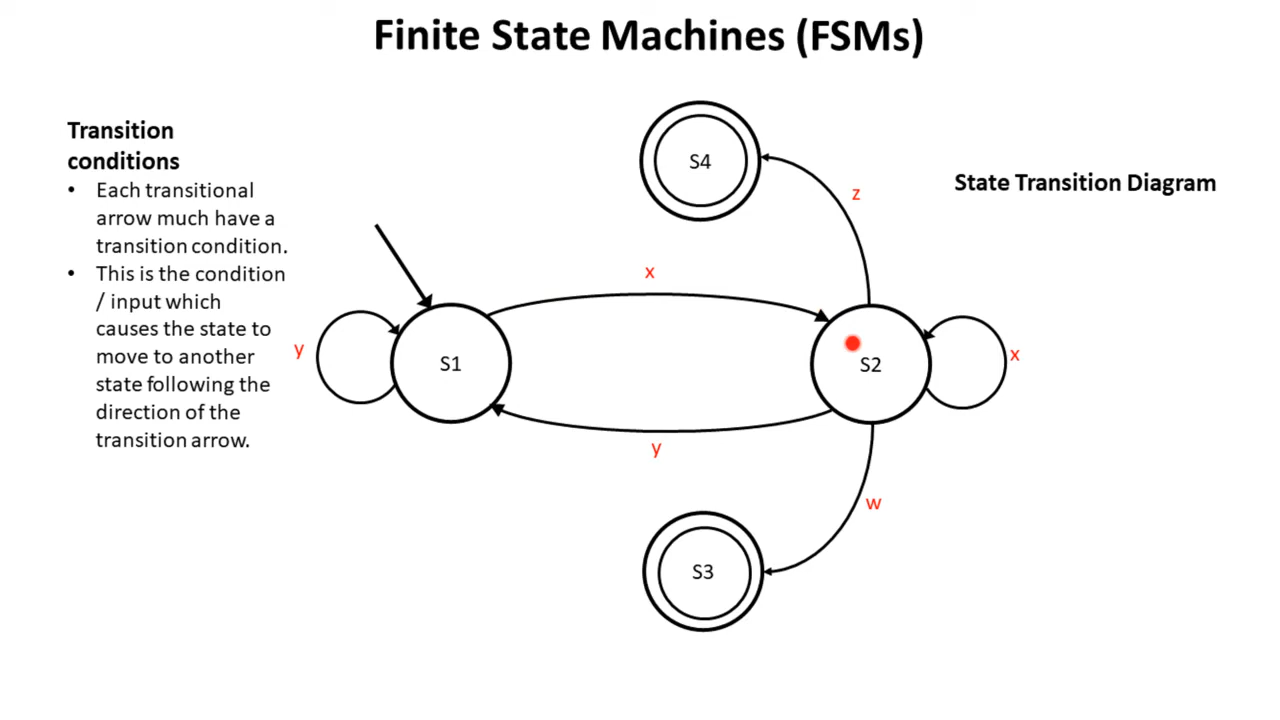 Finite State Machines (FSMs)
Transition
conditions
• Each transitional
arrow much have a
transition condition.
• This is the condition
/ input which
causes the state to
move to another
state following the
direction of the
transition arrow.
State Transition Diagram
S4
z
x
y
S1
S2
x
y
w
S3